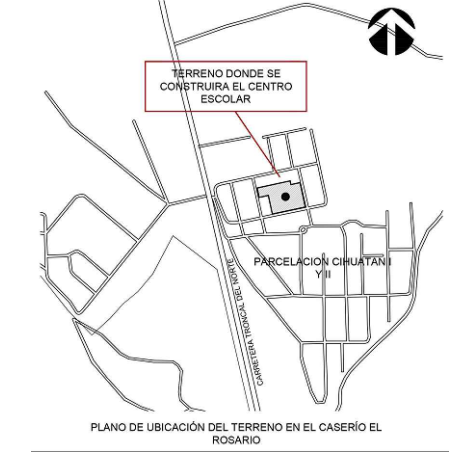 TERRENO DONDE SE
CONSTRUIRA EL CENTRO
ESCOLAR
PARCELACION CIHUATAN I
Y II
CARRETERA TRONCAL DEL NORTE
PLANO DE UBICACIÓN DEL TERRENO EN EL CASERÍO EL
ROSARIO